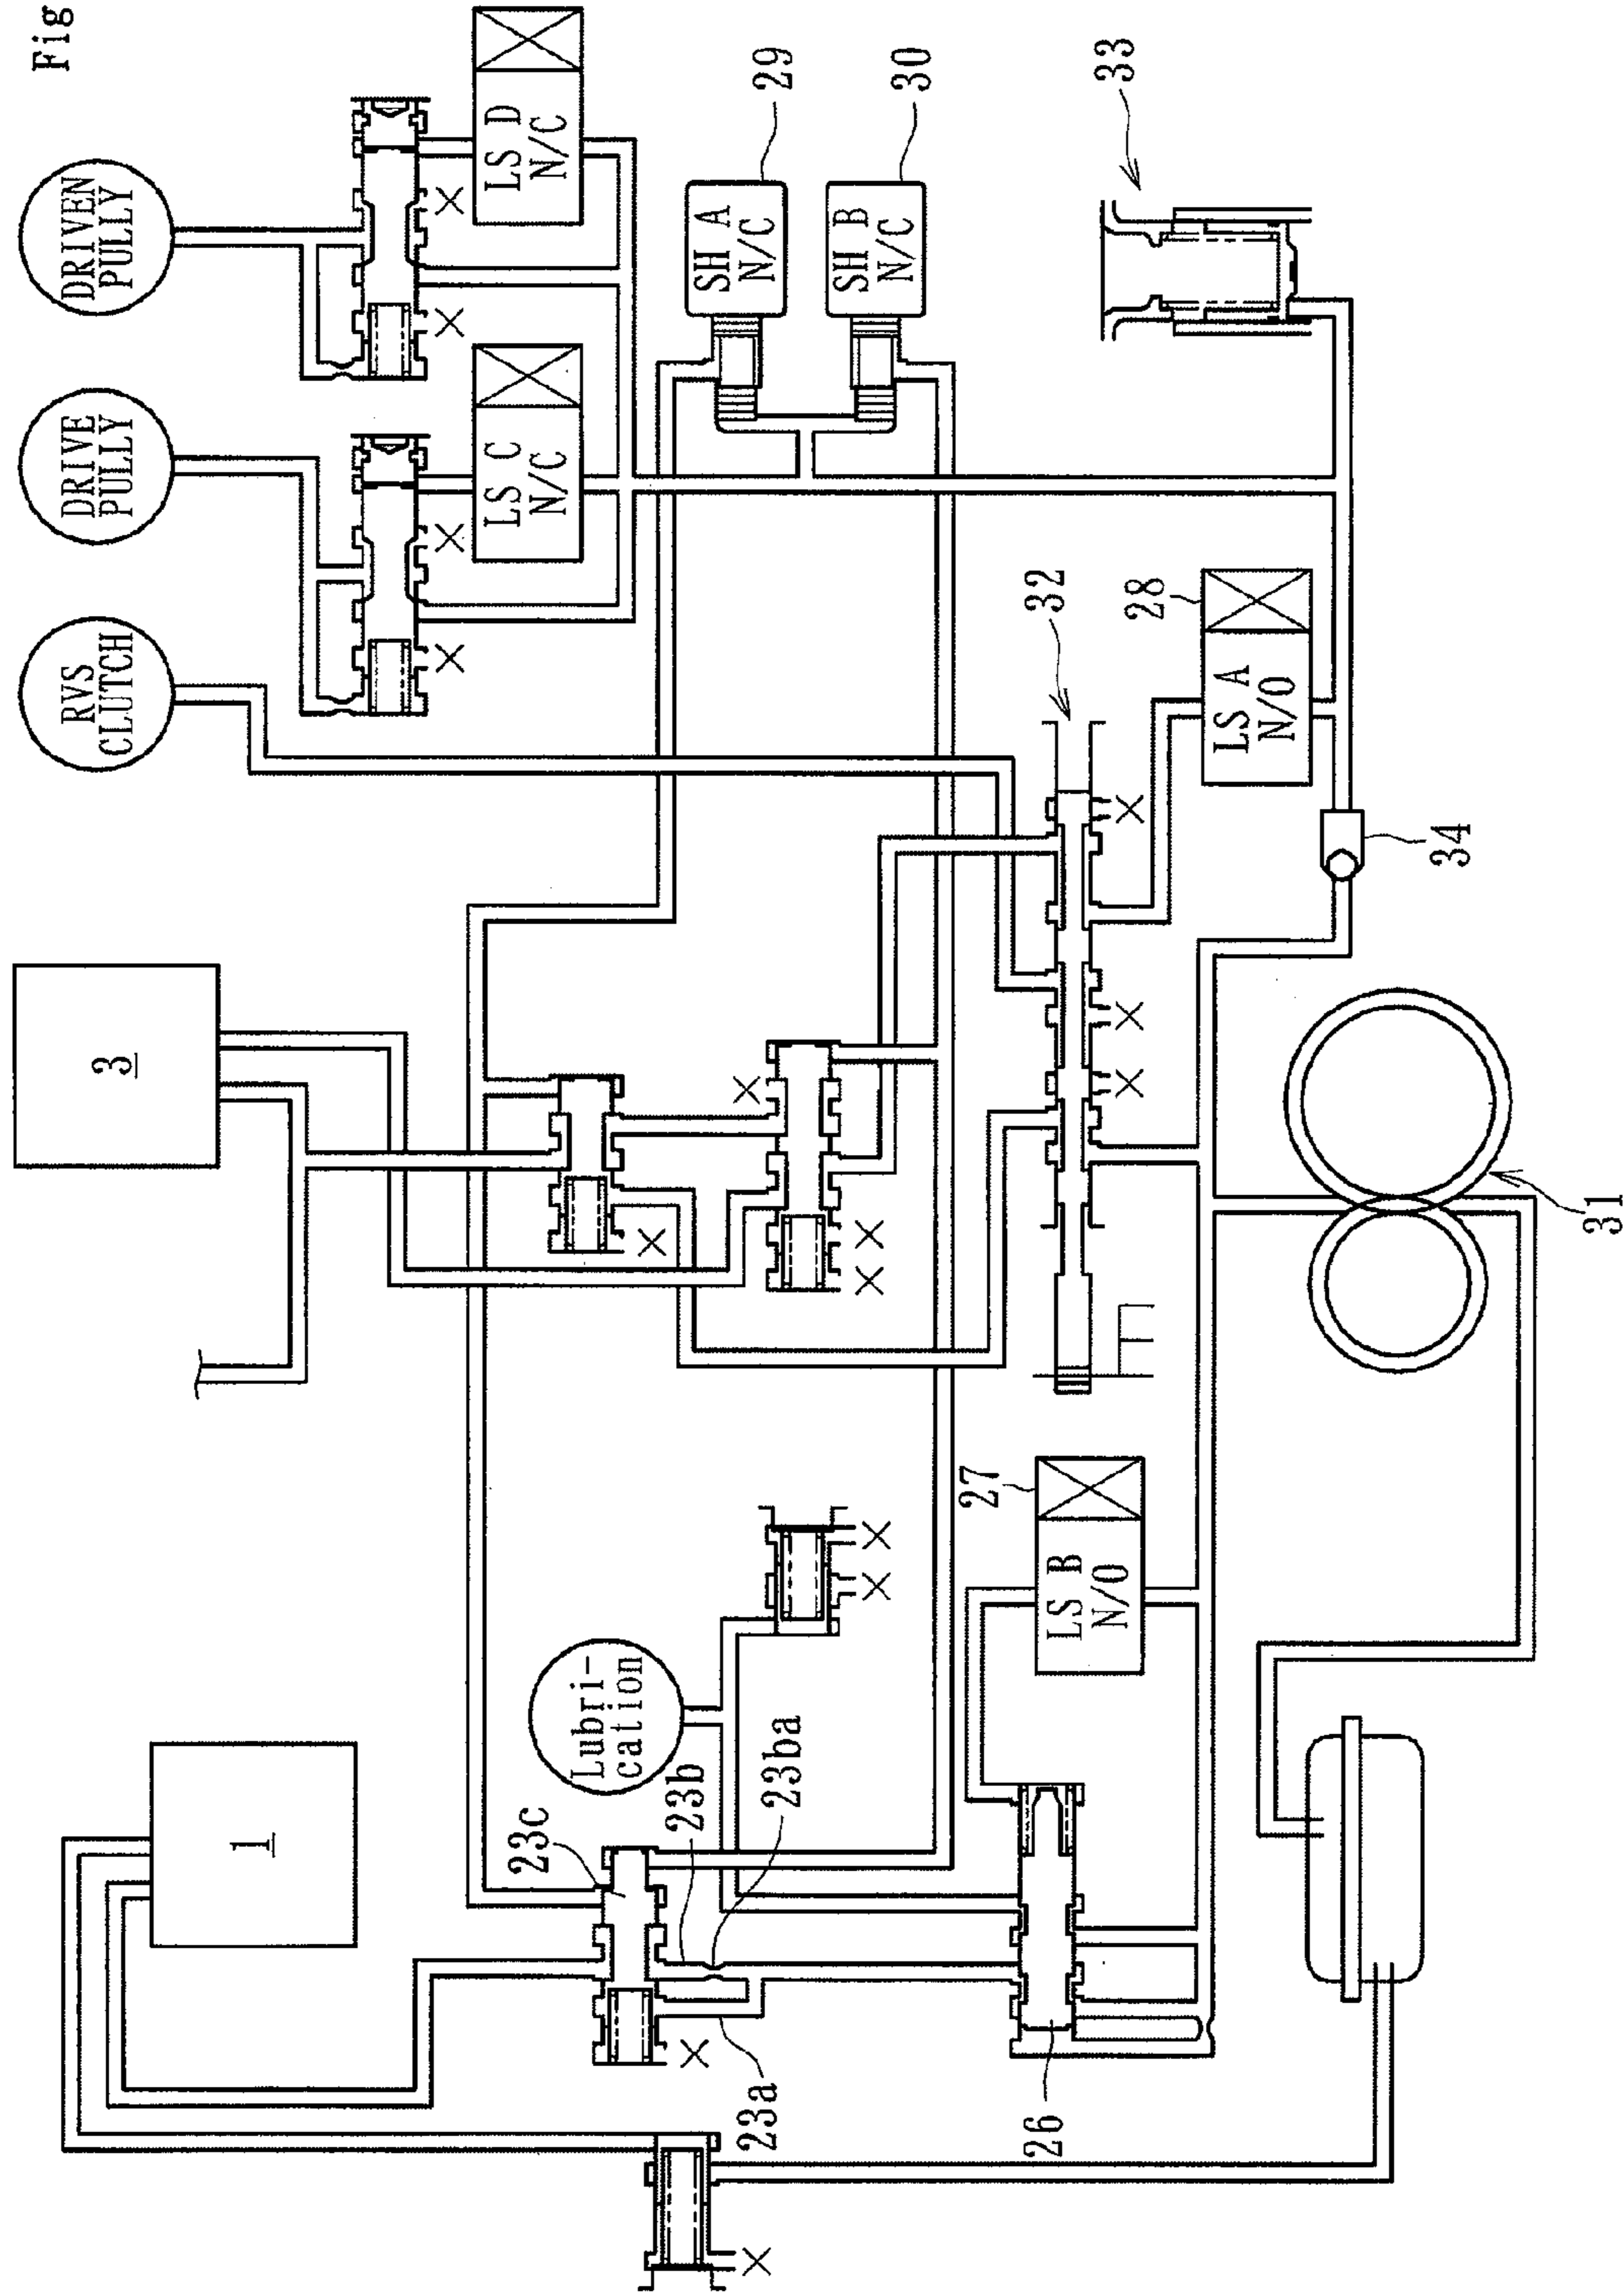 Fig
DRIVEN
PULLY
DRIVE
PULLY
RVS
CLUTCH
3
1
LS D
N/C
LS C
N/C
SH A
N/C
29
SH B
N/C
30
33
32
28
LS A
N/O
34
31
27
LS B
N/O
Lubri-
cation
23c
23b
23ba
23a
26